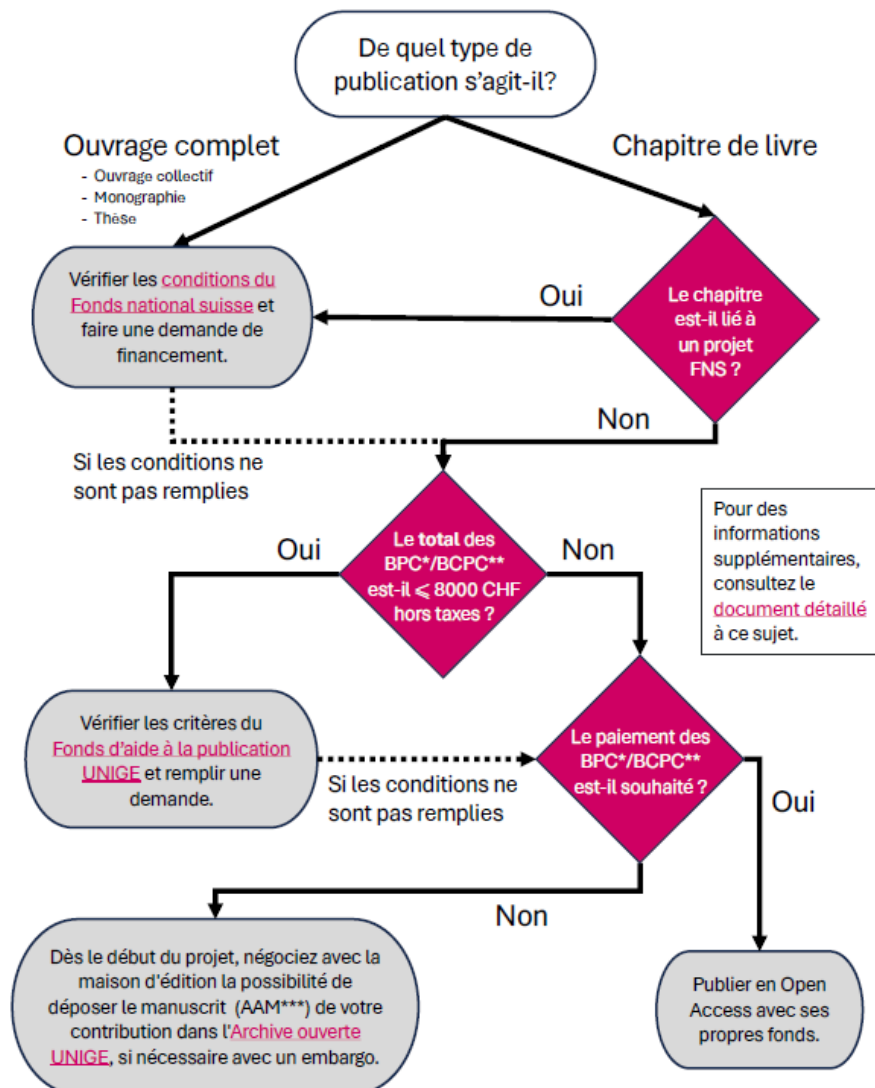 De quel type de
publication s'agit-il?
Ouvrage complet
- Ouvrage collectif
- Monographie
- Thèse
Chapitre de livre
Vérifier les conditions du
Fonds national suisse et
faire une demande de
financement.
Oui
Le chapitre
est-il lié à
un projet
FNS ?
Non
Si les conditions ne
sont pas remplies
Oui
Le total des
BPC*/BCPC**
est-il ⩽ 8000 CHF
hors taxes ?
Non
Pour des
informations
supplémentaires,
consultez le
document détaillé
à ce sujet.
Vérifier les critères du
Fonds d'aide à la publication
UNIGE et remplir une
demande.
Si les conditions ne
sont pas remplies
Le paiement des
BPC*/BCPC**
est-il souhaité ?
Oui
Non
Dès le début du projet, négociez avec la
maison d'édition la possibilité de
déposer le manuscrit (AAM***) de votre
contribution dans l'Archive ouverte
UNIGE, si nécessaire avec un embargo.
Publier en Open
Access avec ses
propres fonds.